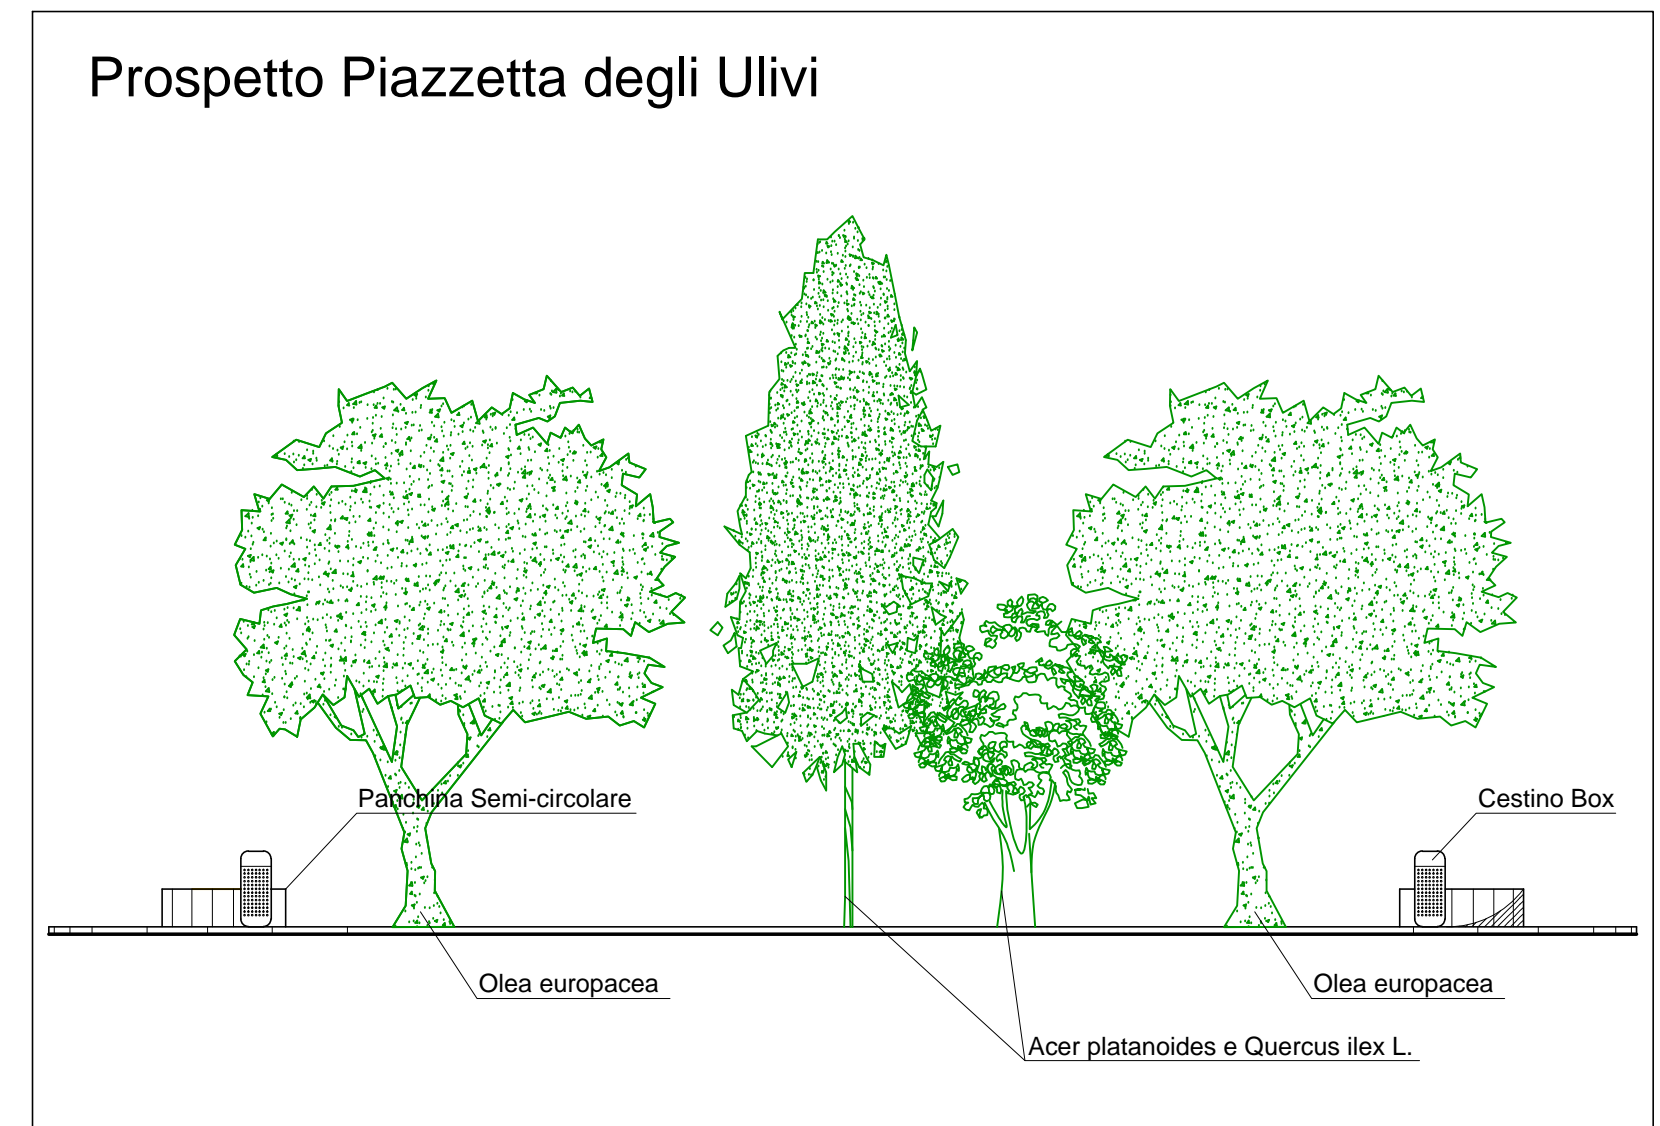 Prospetto Piazzetta degli Ulivi
Panchina Semi-circolare
Cestino Box
Olea europacea
Olea europacea
Acer platanoides e Quercus ilex L.